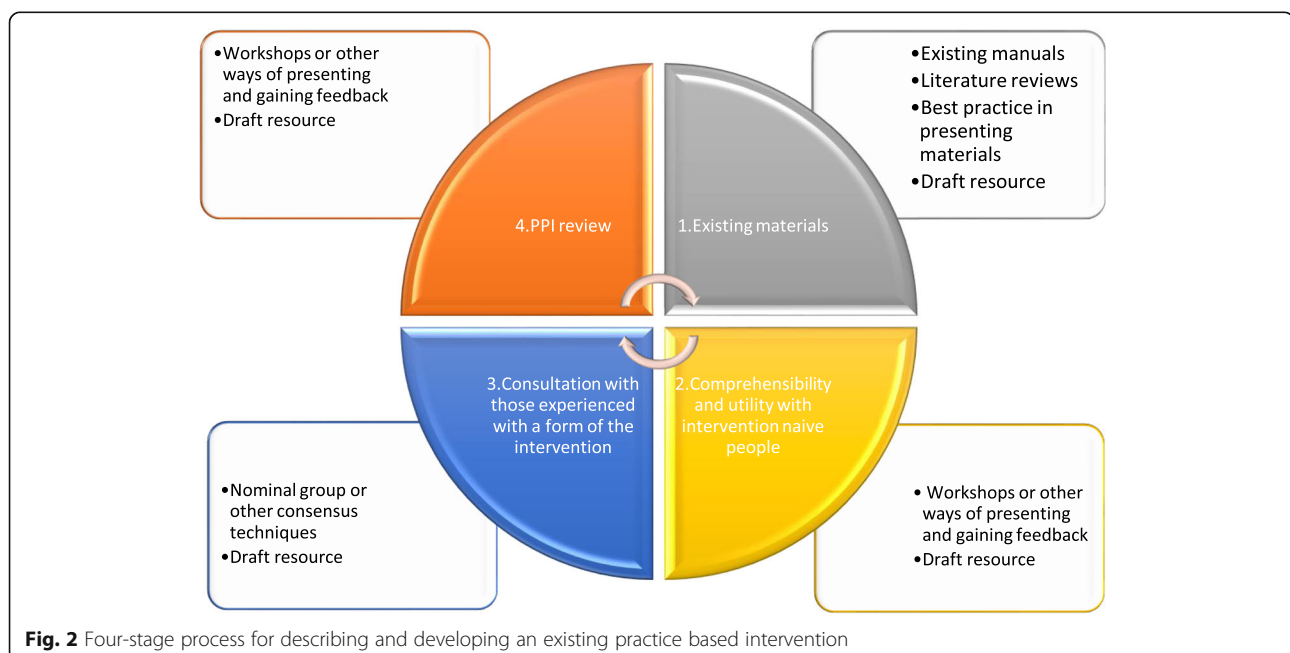 •Workshops or other
ways of presenting
and gaining feedback
•Draft resource
•Existing manuals
•Literature reviews
•Best practice in
presenting
materials
•Draft resource
4.PPI review
1.Existing materials
3.Consultation with
those experienced
with a form of the
intervention
2.Comprehensibility
and utility with
intervention naive
people
•Nominal group or
other consensus
techniques
•Draft resource
• Workshops or other
ways of presenting
and gaining feedback
•Draft resource
Fig. 2 Four-stage process for describing and developing an existing practice based intervention